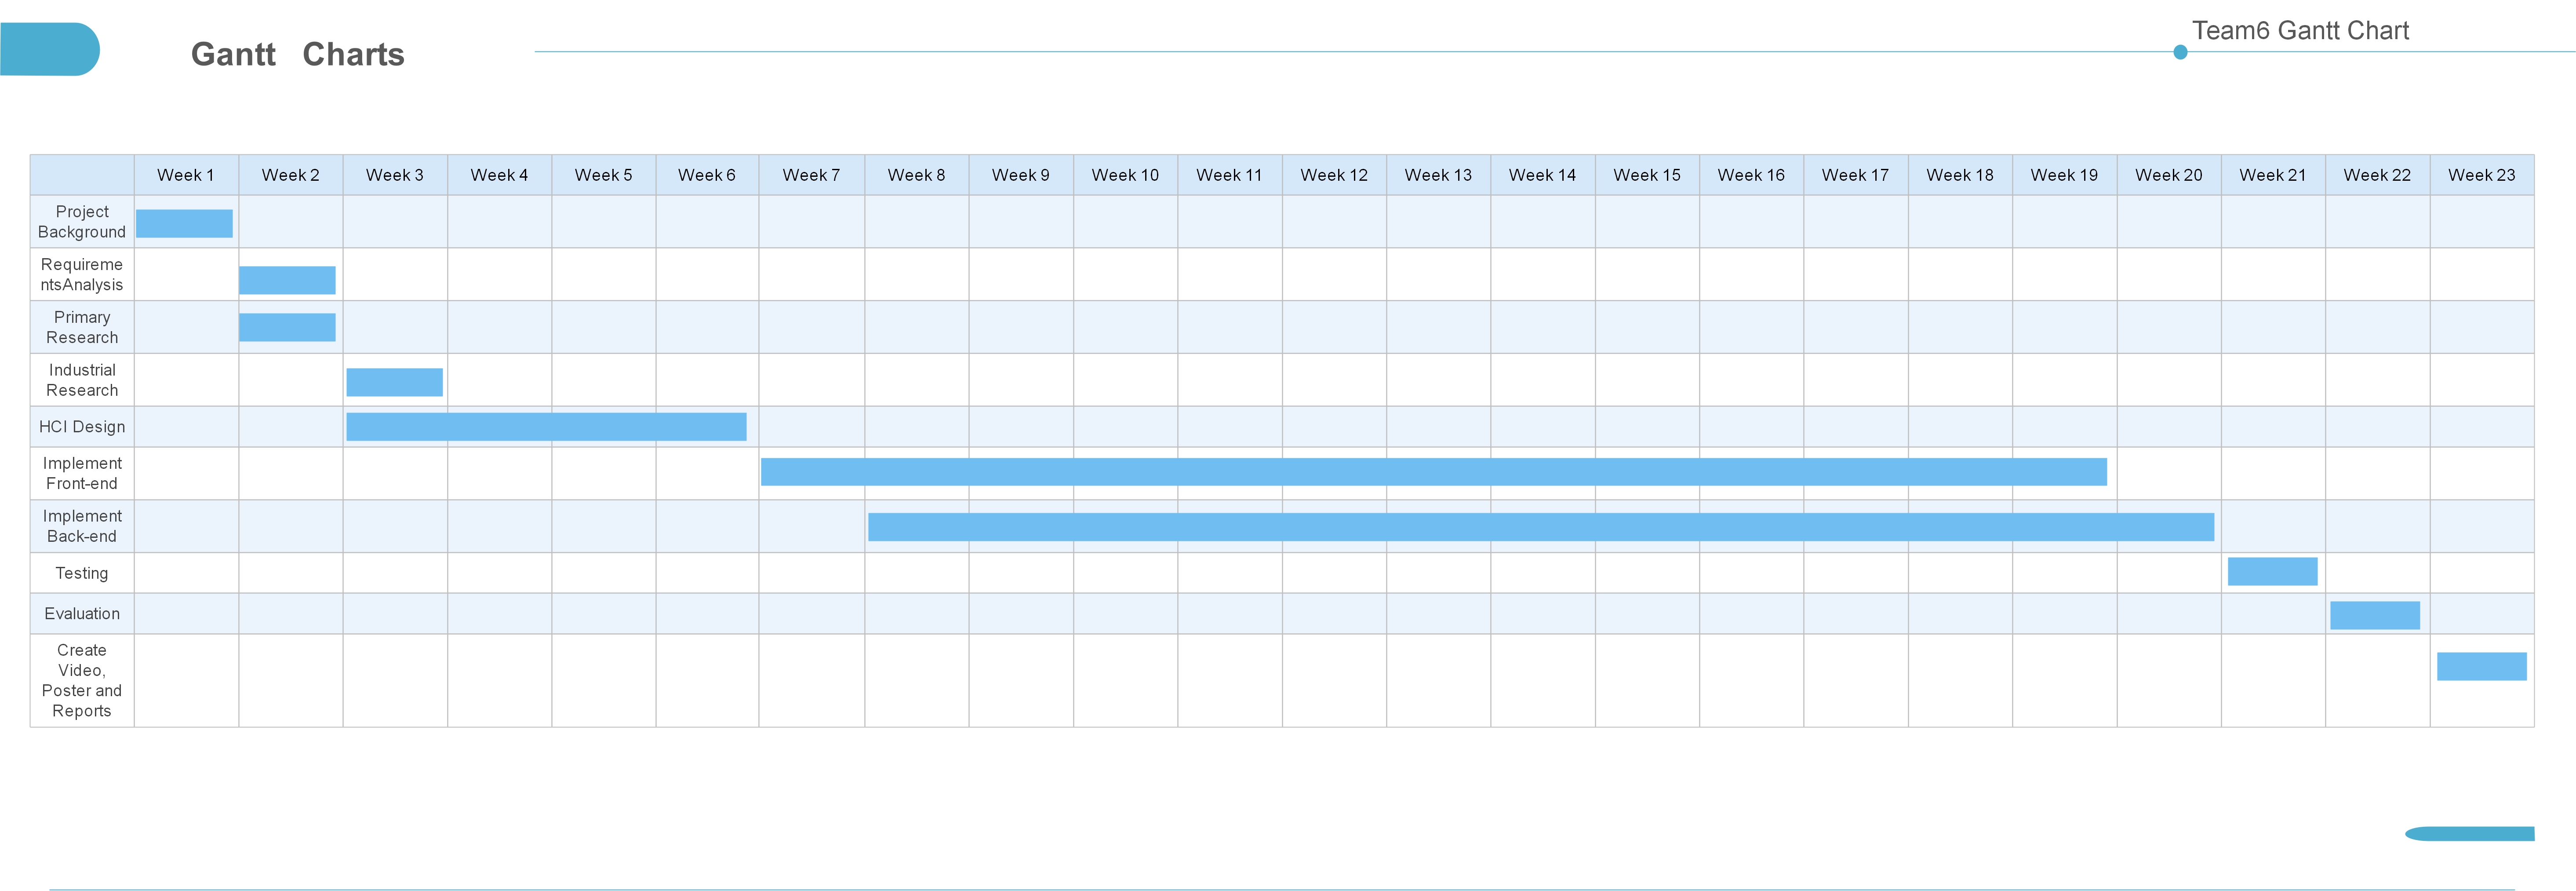 Team6 Gantt Chart
Gantt Charts
Week 1 Week 2 Week 3 Week 4 Week 5 Week 6 Week 7 Week 8 Week 9 Week 10 Week 11 Week 12 Week 13 Week 14 Week 15 Week 16 Week 17 Week 18 Week 19 Week 20 Week 21 Week 22 Week 23
Project
Background
Requireme
ntsAnalysis
Primary
Research
Industrial
Research
HCI Design
Implement
Front-end
Implement
Back-end
Testing
Evaluation
Create
Video,
Poster and
Reports